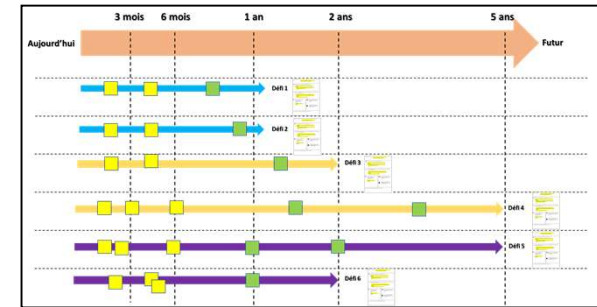 3 mois 6 mois 1 an 2 ans 5 ans
Aujourd'hui Futur
Défi 1
Défi 2
Défi 3
Défi 4
Défi 5
Défi 6